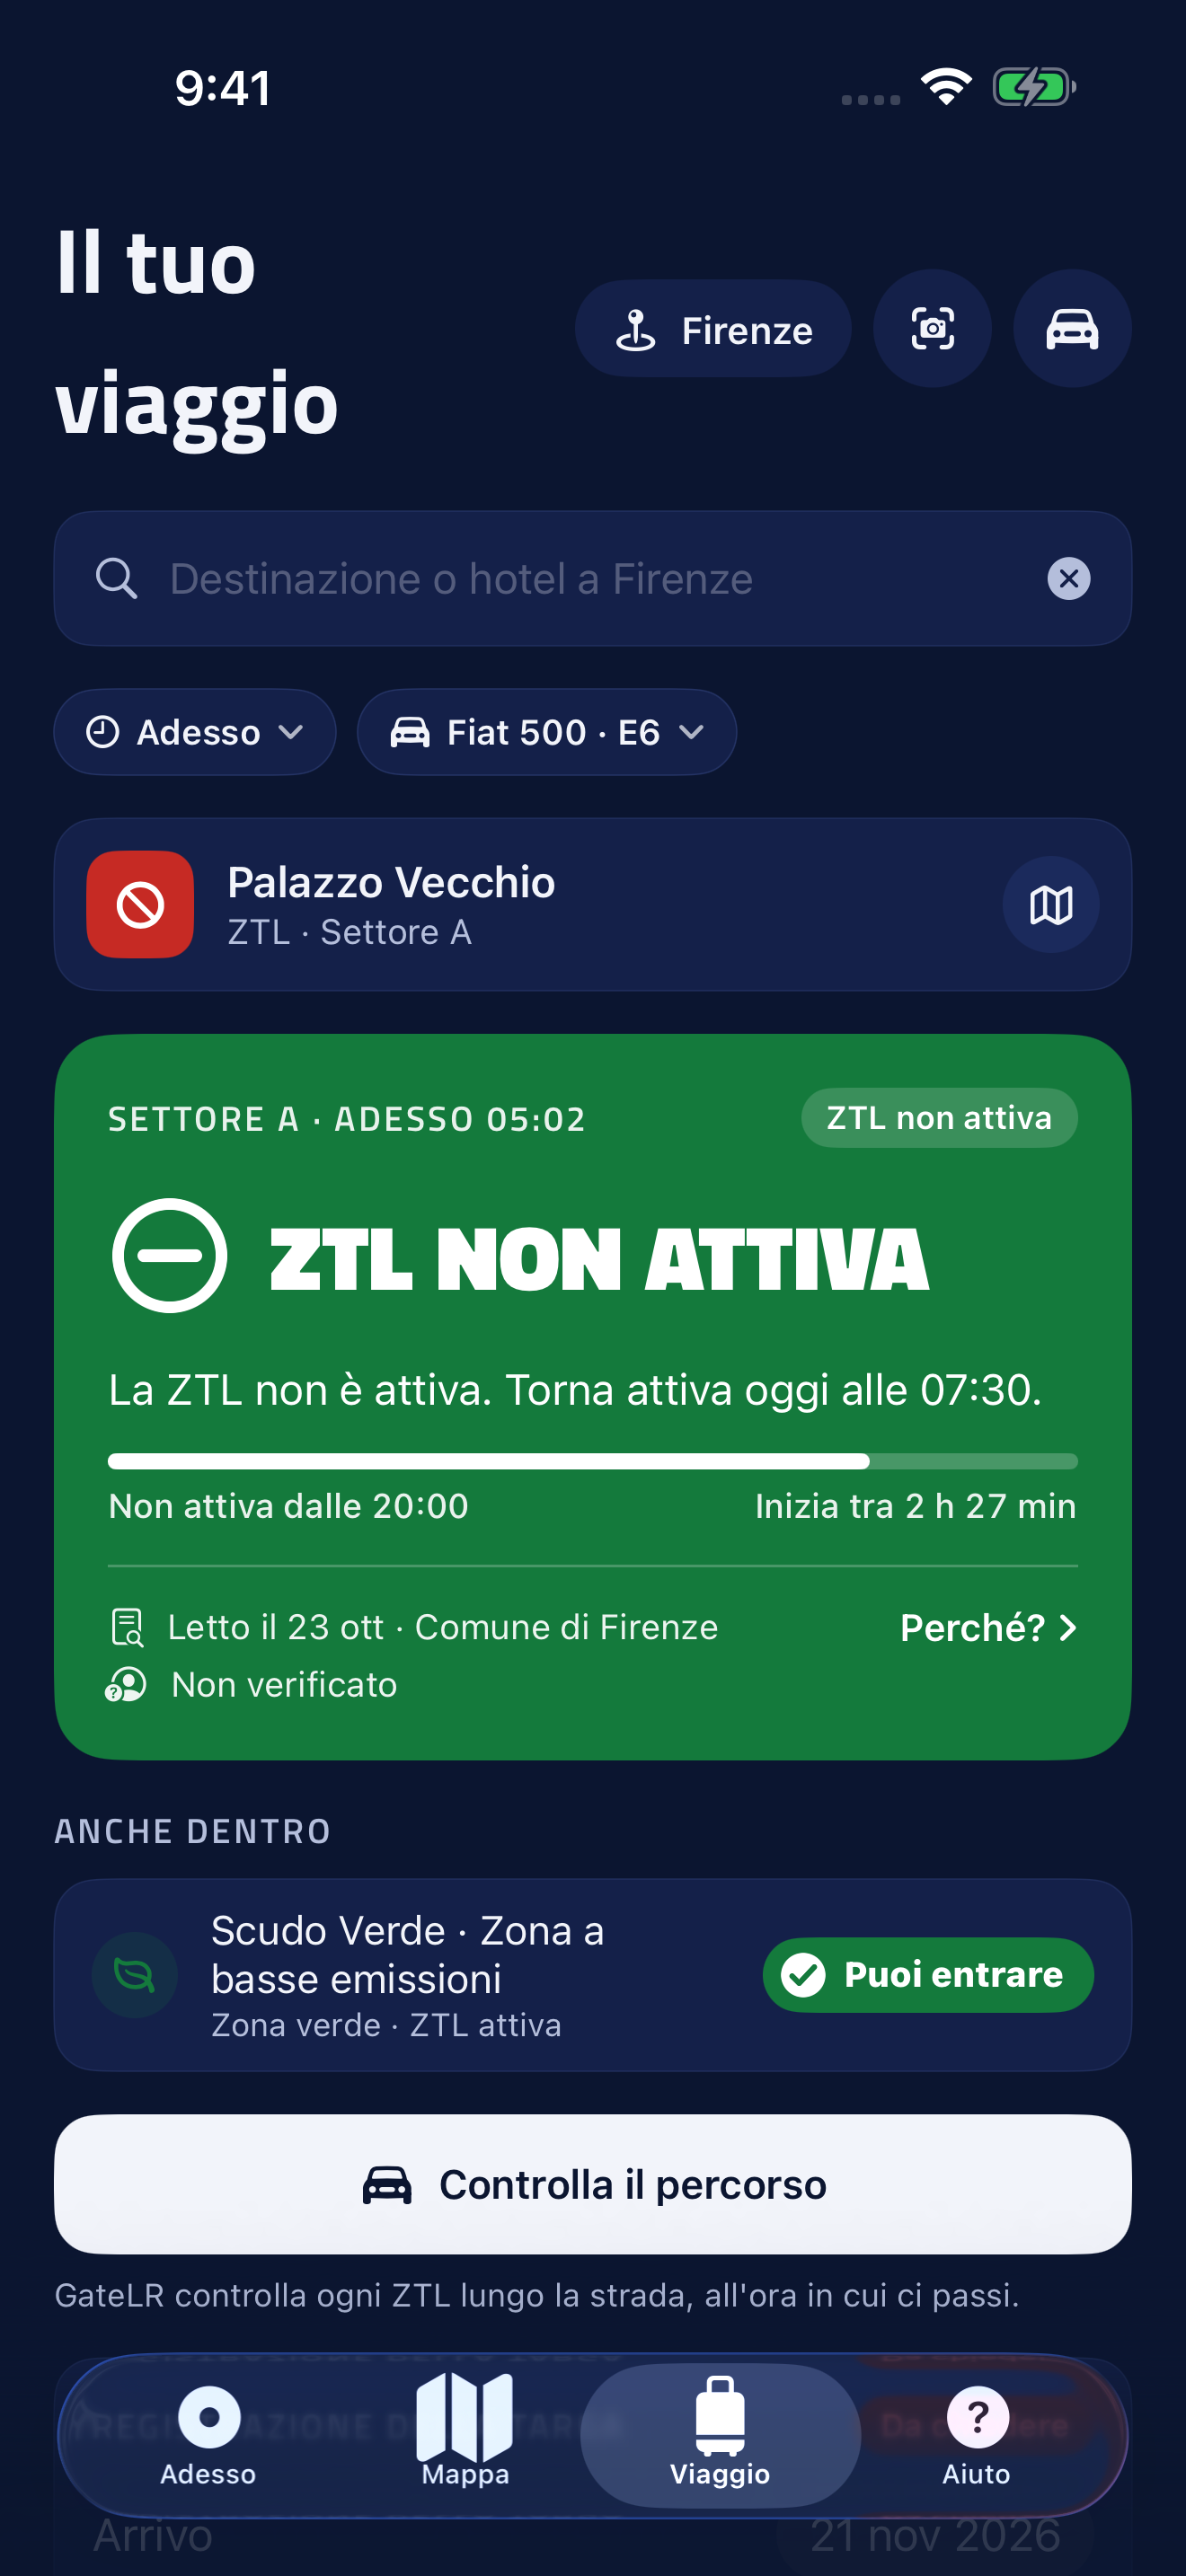 9:41
Il tuo
viaggio
Firenze
Destinazione o hotel a Firenze
Adesso
Fiat 500 · E6
Palazzo Vecchio
ZTL · Settore A
SETTORE A · ADESSO 05:02
ZTL non attiva
ZTL NON ATTIVA
La ZTL non è attiva. Torna attiva oggi alle 07:30.
Non attiva dalle 20:00
Inizia tra 2 h 27 min
Letto il 23 ott · Comune di Firenze
Perché?
Non verificato
ANCHE DENTRO
Scudo Verde · Zona a
basse emissioni
Zona verde · ZTL attiva
Puoi entrare
Controlla il percorso
GateLR controlla ogni ZTL lungo la strada, all'ora in cui ci passi.
Adesso
Mappa
Viaggio
Aiuto
Arrivo
21 nov 2026